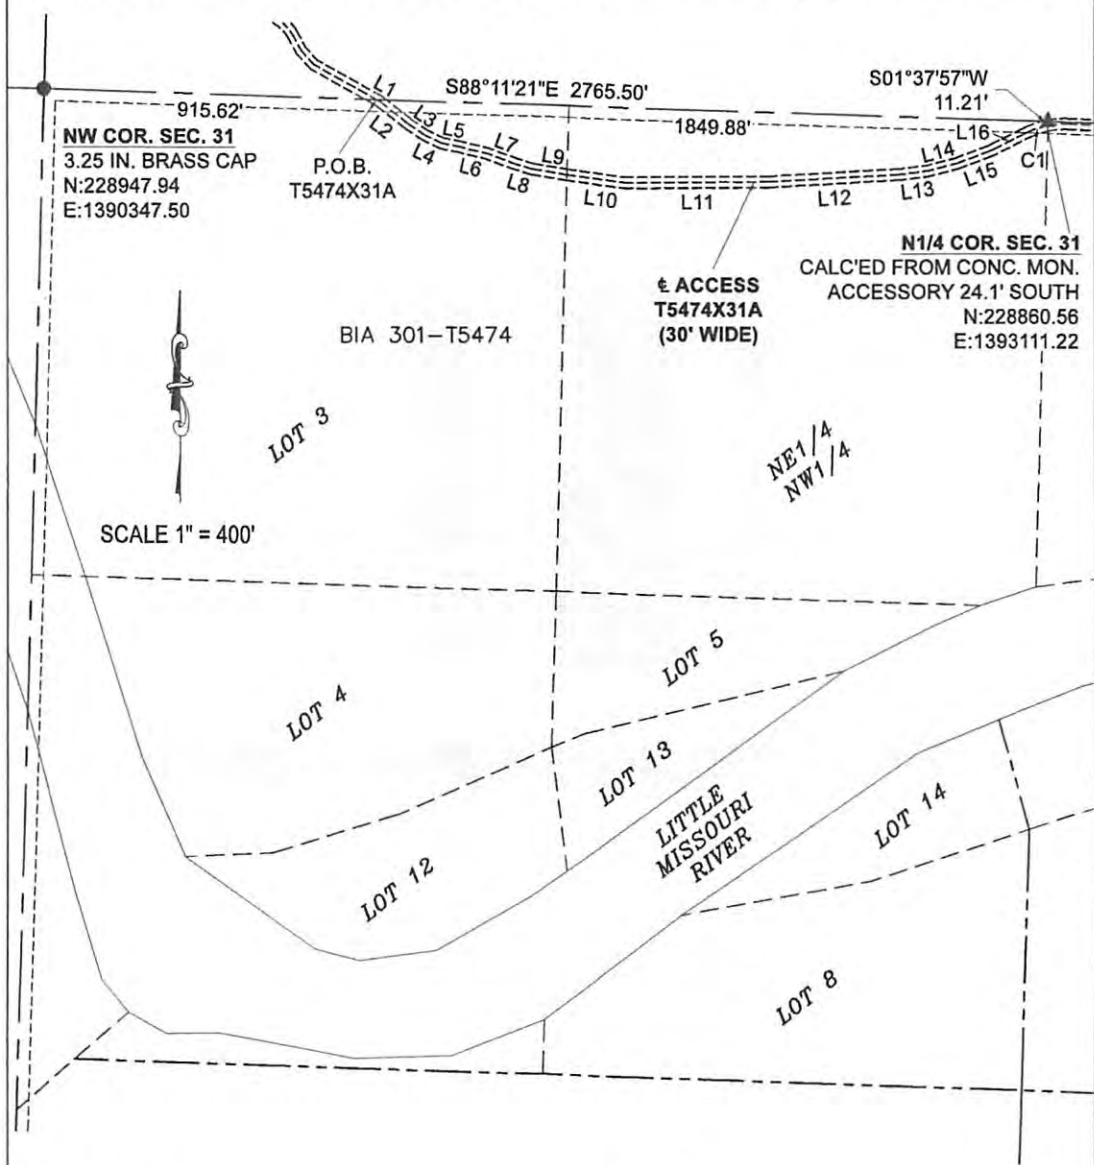 S88°11'21"E 2765.50'
S01°37'57"W
11.21'
915.62'
1849.88'
L1
L2
L3
L4
L5
L6
L7
L8
L9
L10
L11
L12
L13
L14
L15
L16
C1
NW COR. SEC. 31
3.25 IN. BRASS CAP
N:228947.94
E:1390347.50
P.O.B.
T5474X31A
℄ ACCESS
T5474X31A
(30' WIDE)
N1/4 COR. SEC. 31
CALC'ED FROM CONC. MON.
ACCESSORY 24.1' SOUTH
N:228860.56
E:1393111.22
BIA 301-T5474
LOT 3
NE1/4
NW1/4
SCALE 1" = 400'
LOT 4
LOT 5
LOT 13
LITTLE
MISSOURI
RIVER
LOT 14
LOT 12
LOT 8